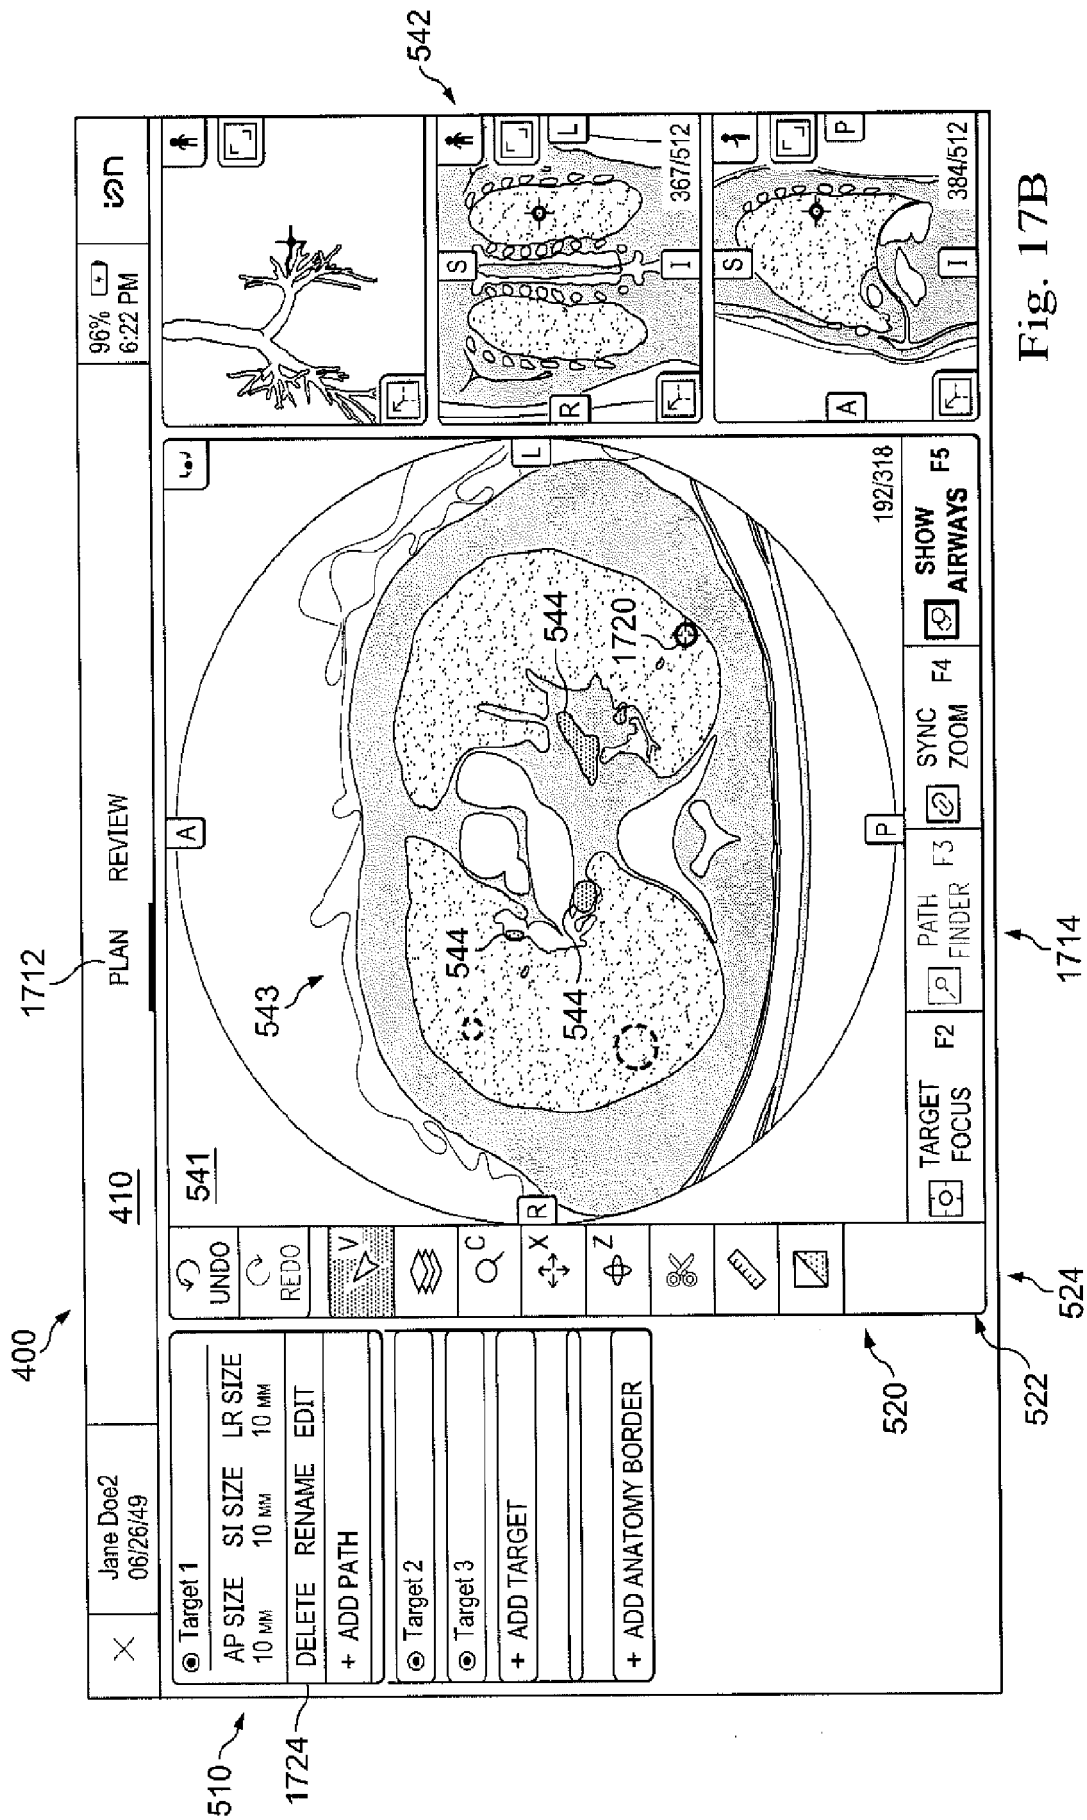 400
1712
410
542
×
Jane Doe2
06/26/49
PLAN
REVIEW
96%
6:22 PM
510
1724
Target 1
AP SIZE SI SIZE LR SIZE
10 MM 10 MM 10 MM
DELETE RENAME EDIT
+ ADD PATH
Target 2
Target 3
+ ADD TARGET
+ ADD ANATOMY BORDER
UNDO
REDO
V
C
X
Z
520
522
524
541
543
A
R
L
P
544
544
544
544
1720
192/318
TARGET
FOCUS
F2
PATH
FINDER
F3
SYNC
ZOOM
F4
SHOW
AIRWAYS
F5
1714
S
R
L
I
367/512
S
A
P
I
384/512
Fig. 17B